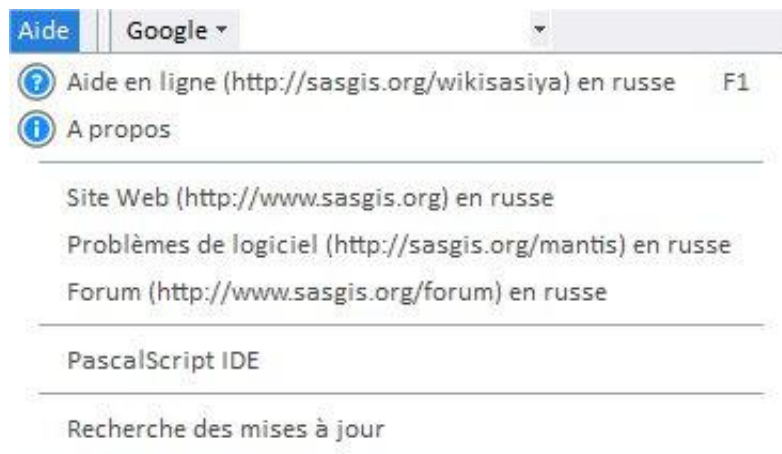 Aide Google
Aide en ligne (http://sasgis.org/wikisasiya) en russe F1
A propos
Site Web (http://www.sasgis.org) en russe
Problèmes de logiciel (http://sasgis.org/mantis) en russe
Forum (http://www.sasgis.org/forum) en russe
PascalScript IDE
Recherche des mises à jour